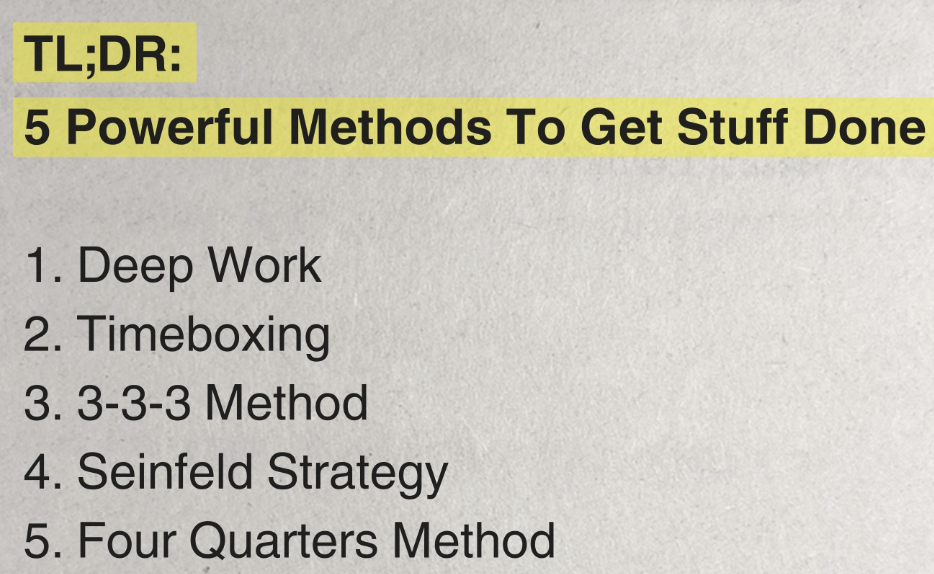 TL;DR:
5 Powerful Methods To Get Stuff Done
1. Deep Work
2. Timeboxing
3. 3-3-3 Method
4. Seinfeld Strategy
5. Four Quarters Method